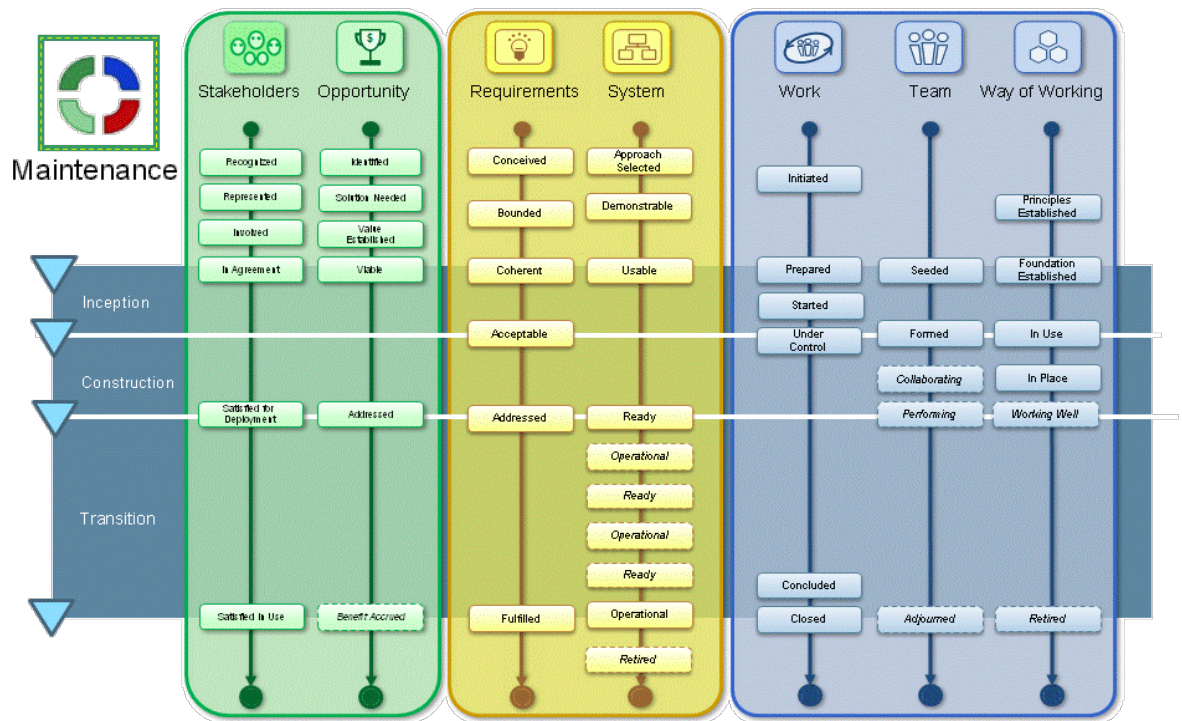 Maintenance
Stakeholders
Opportunity
Requirements
System
Work
Team
Way of Working
Recognized
Identified
Conceived
Approach
Selected
Initiated
Represented
Solution Needed
Bounded
Demonstrable
Principles
Established
Involved
Value
Established
In Agreement
Viable
Coherent
Usable
Prepared
Seeded
Foundation
Established
Inception
Started
Acceptable
Under
Control
Formed
In Use
Construction
Collaborating
In Place
Satisfied for
Deployment
Addressed
Addressed
Ready
Performing
Working Well
Operational
Ready
Transition
Operational
Ready
Concluded
Satisfied In Use
Benefit Accrued
Fulfilled
Operational
Closed
Adjourned
Retired
Retired